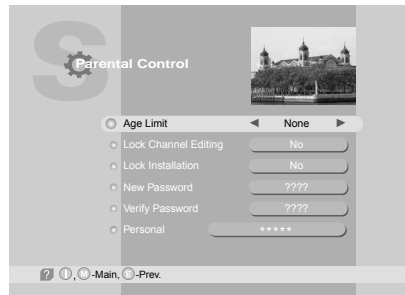 S
Parental Control
Age Limit ◄ None ►
Lock Channel Editing No
Lock Installation No
New Password ????
Verify Password ????
Personal *****
? I , M -Main, E -Prev.